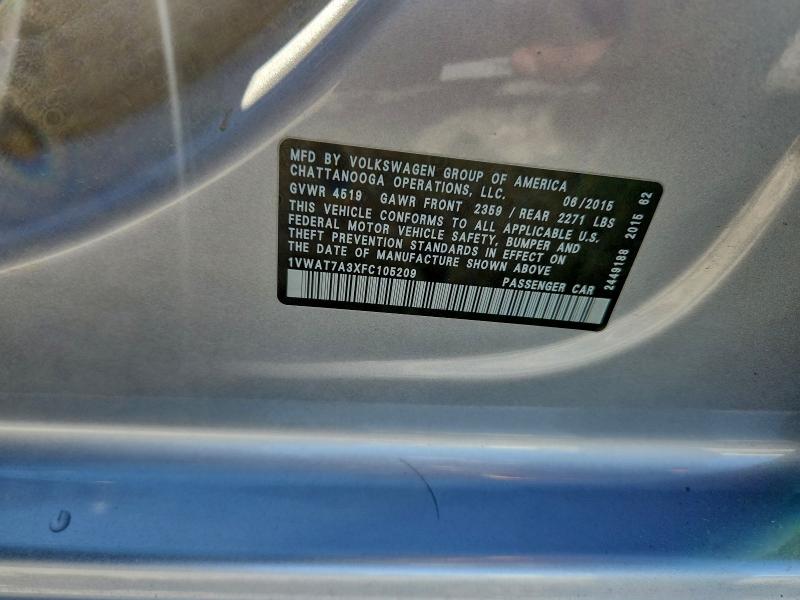 MFD BY VOLKSWAGEN GROUP OF AMERICA
CHATTANOOGA OPERATIONS, LLC. 06/2015
GVWR 4519 GAWR FRONT 2359 / REAR 2271 LBS
THIS VEHICLE CONFORMS TO ALL APPLICABLE U.S.
FEDERAL MOTOR VEHICLE SAFETY, BUMPER AND
THEFT PREVENTION STANDARDS IN EFFECT ON
THE DATE OF MANUFACTURE SHOWN ABOVE
1VWAT7A3XFC105209 PASSENGER CAR
2449188 2015 62